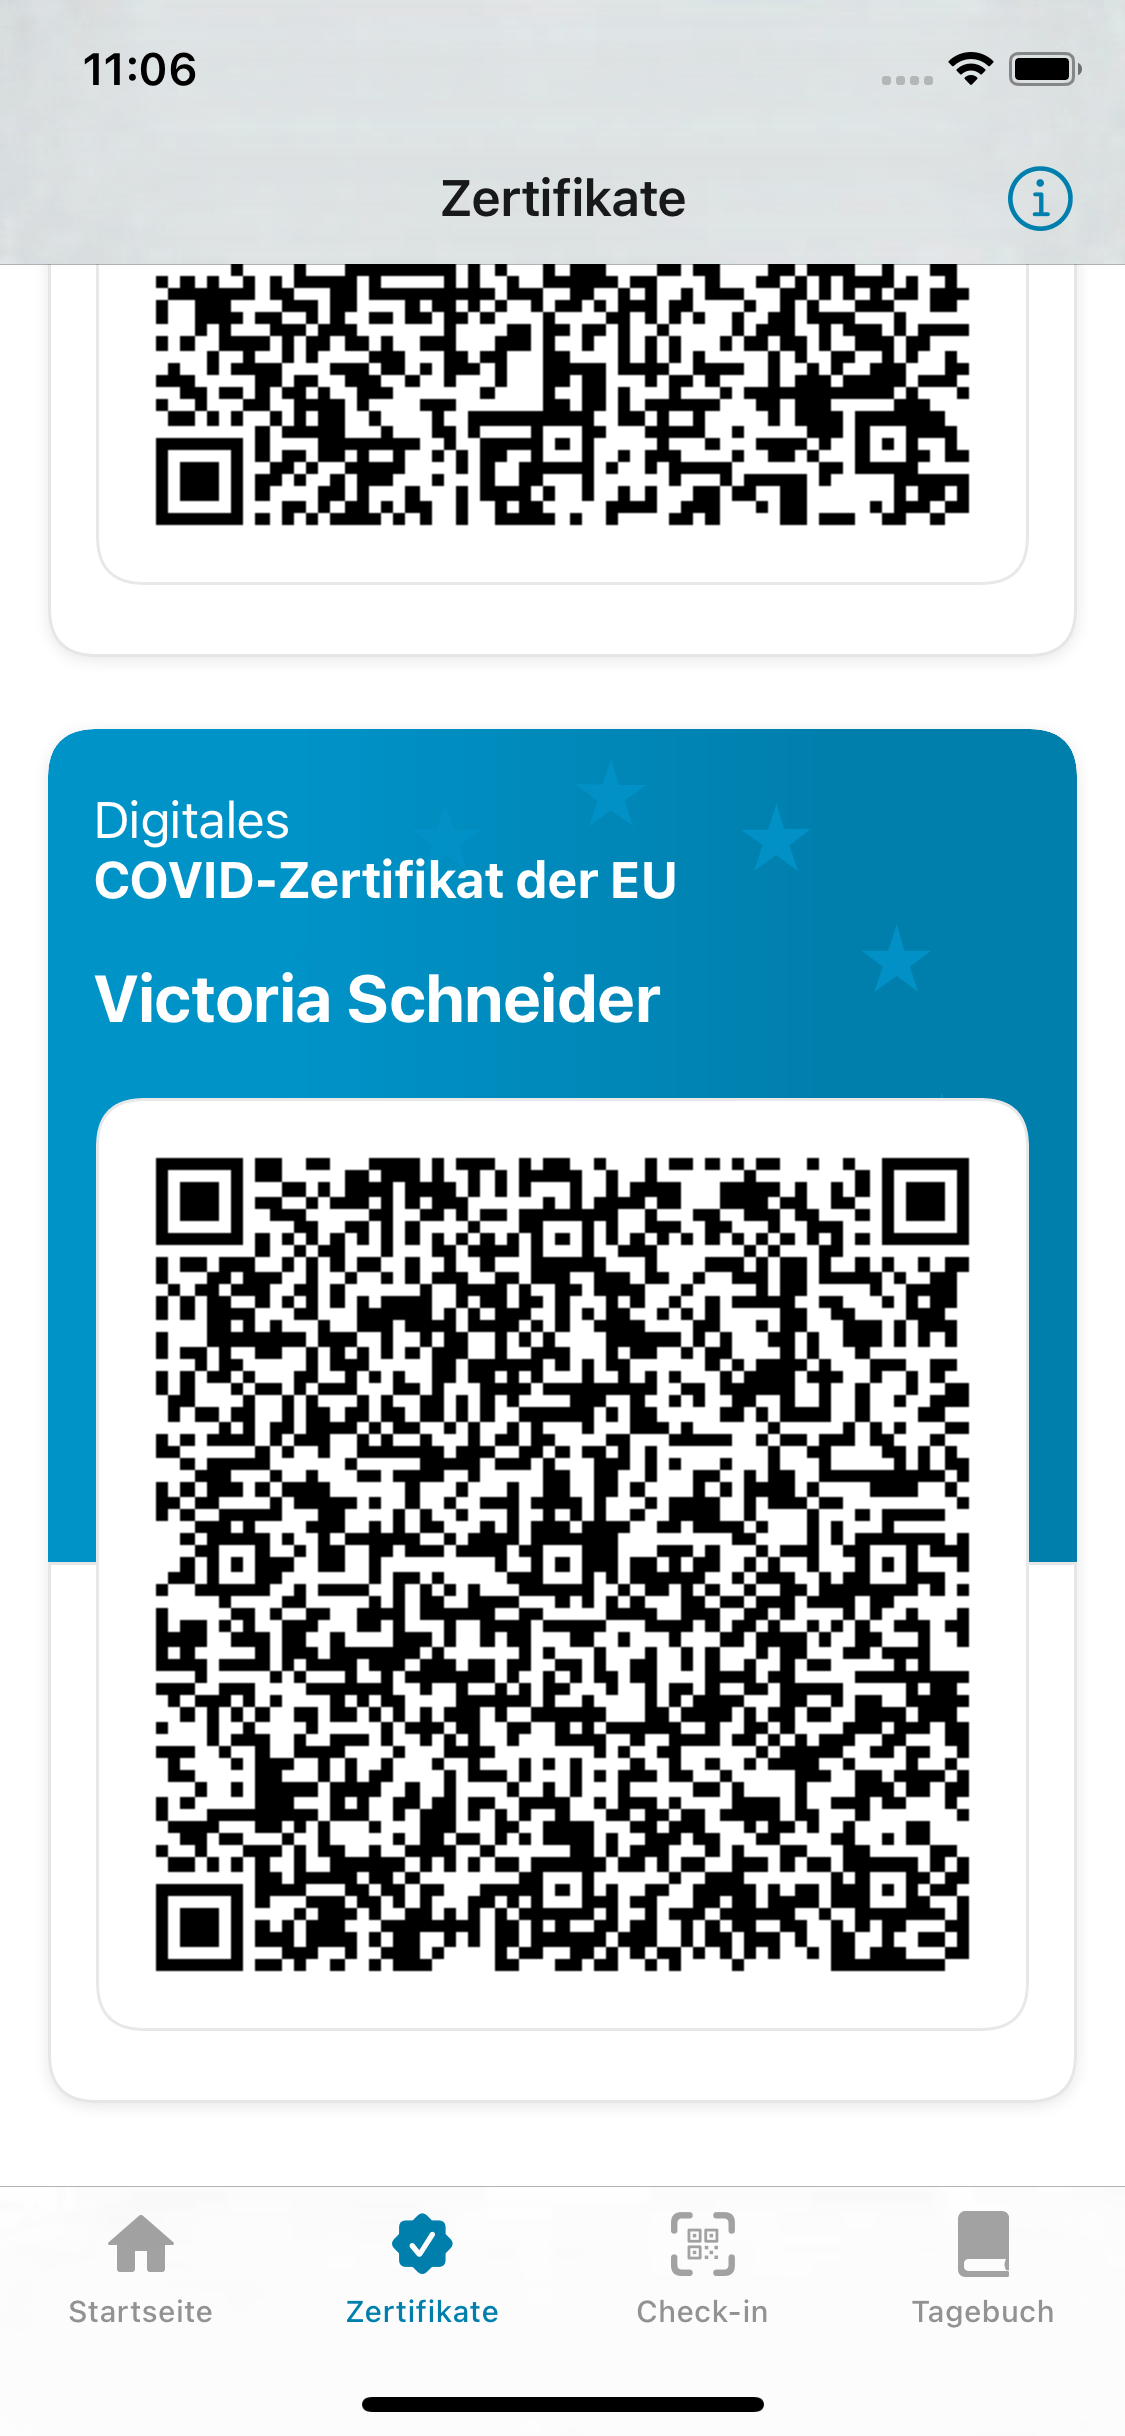 11:06
Zertifikate
Digitales
COVID-Zertifikat der EU
Victoria Schneider
Startseite
Zertifikate
Check-in
Tagebuch